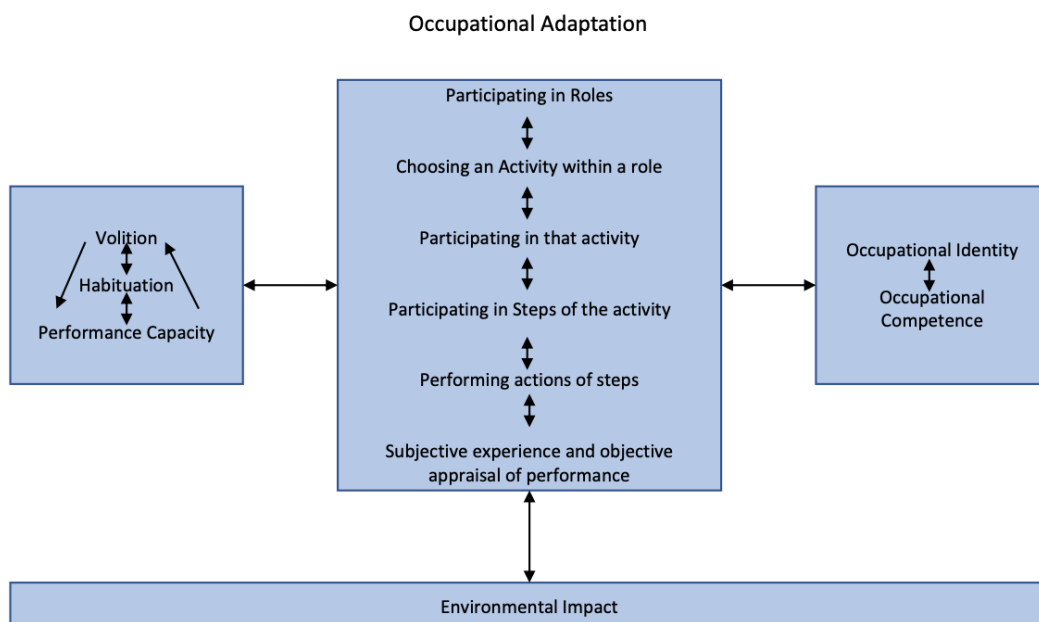 Occupational Adaptation
Participating in Roles
Choosing an Activity within a role
Participating in that activity
Participating in Steps of the activity
Performing actions of steps
Subjective experience and objective
appraisal of performance
Volition
Habituation
Performance Capacity
Occupational Identity
Occupational
Competence
Environmental Impact